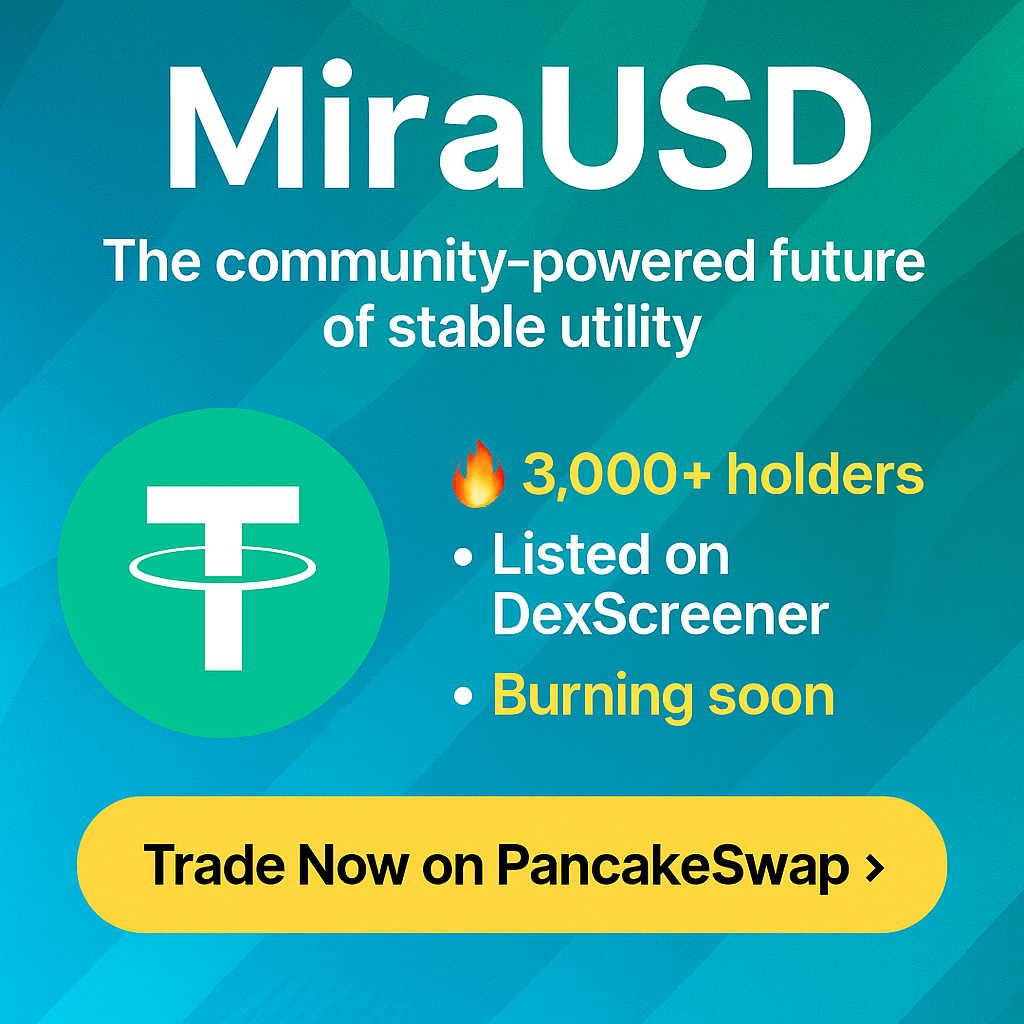 MiraUSD
The community-powered future
of stable utility
🔥 3,000+ holders
• Listed on
DexScreener
• Burning soon
Trade Now on PancakeSwap ›